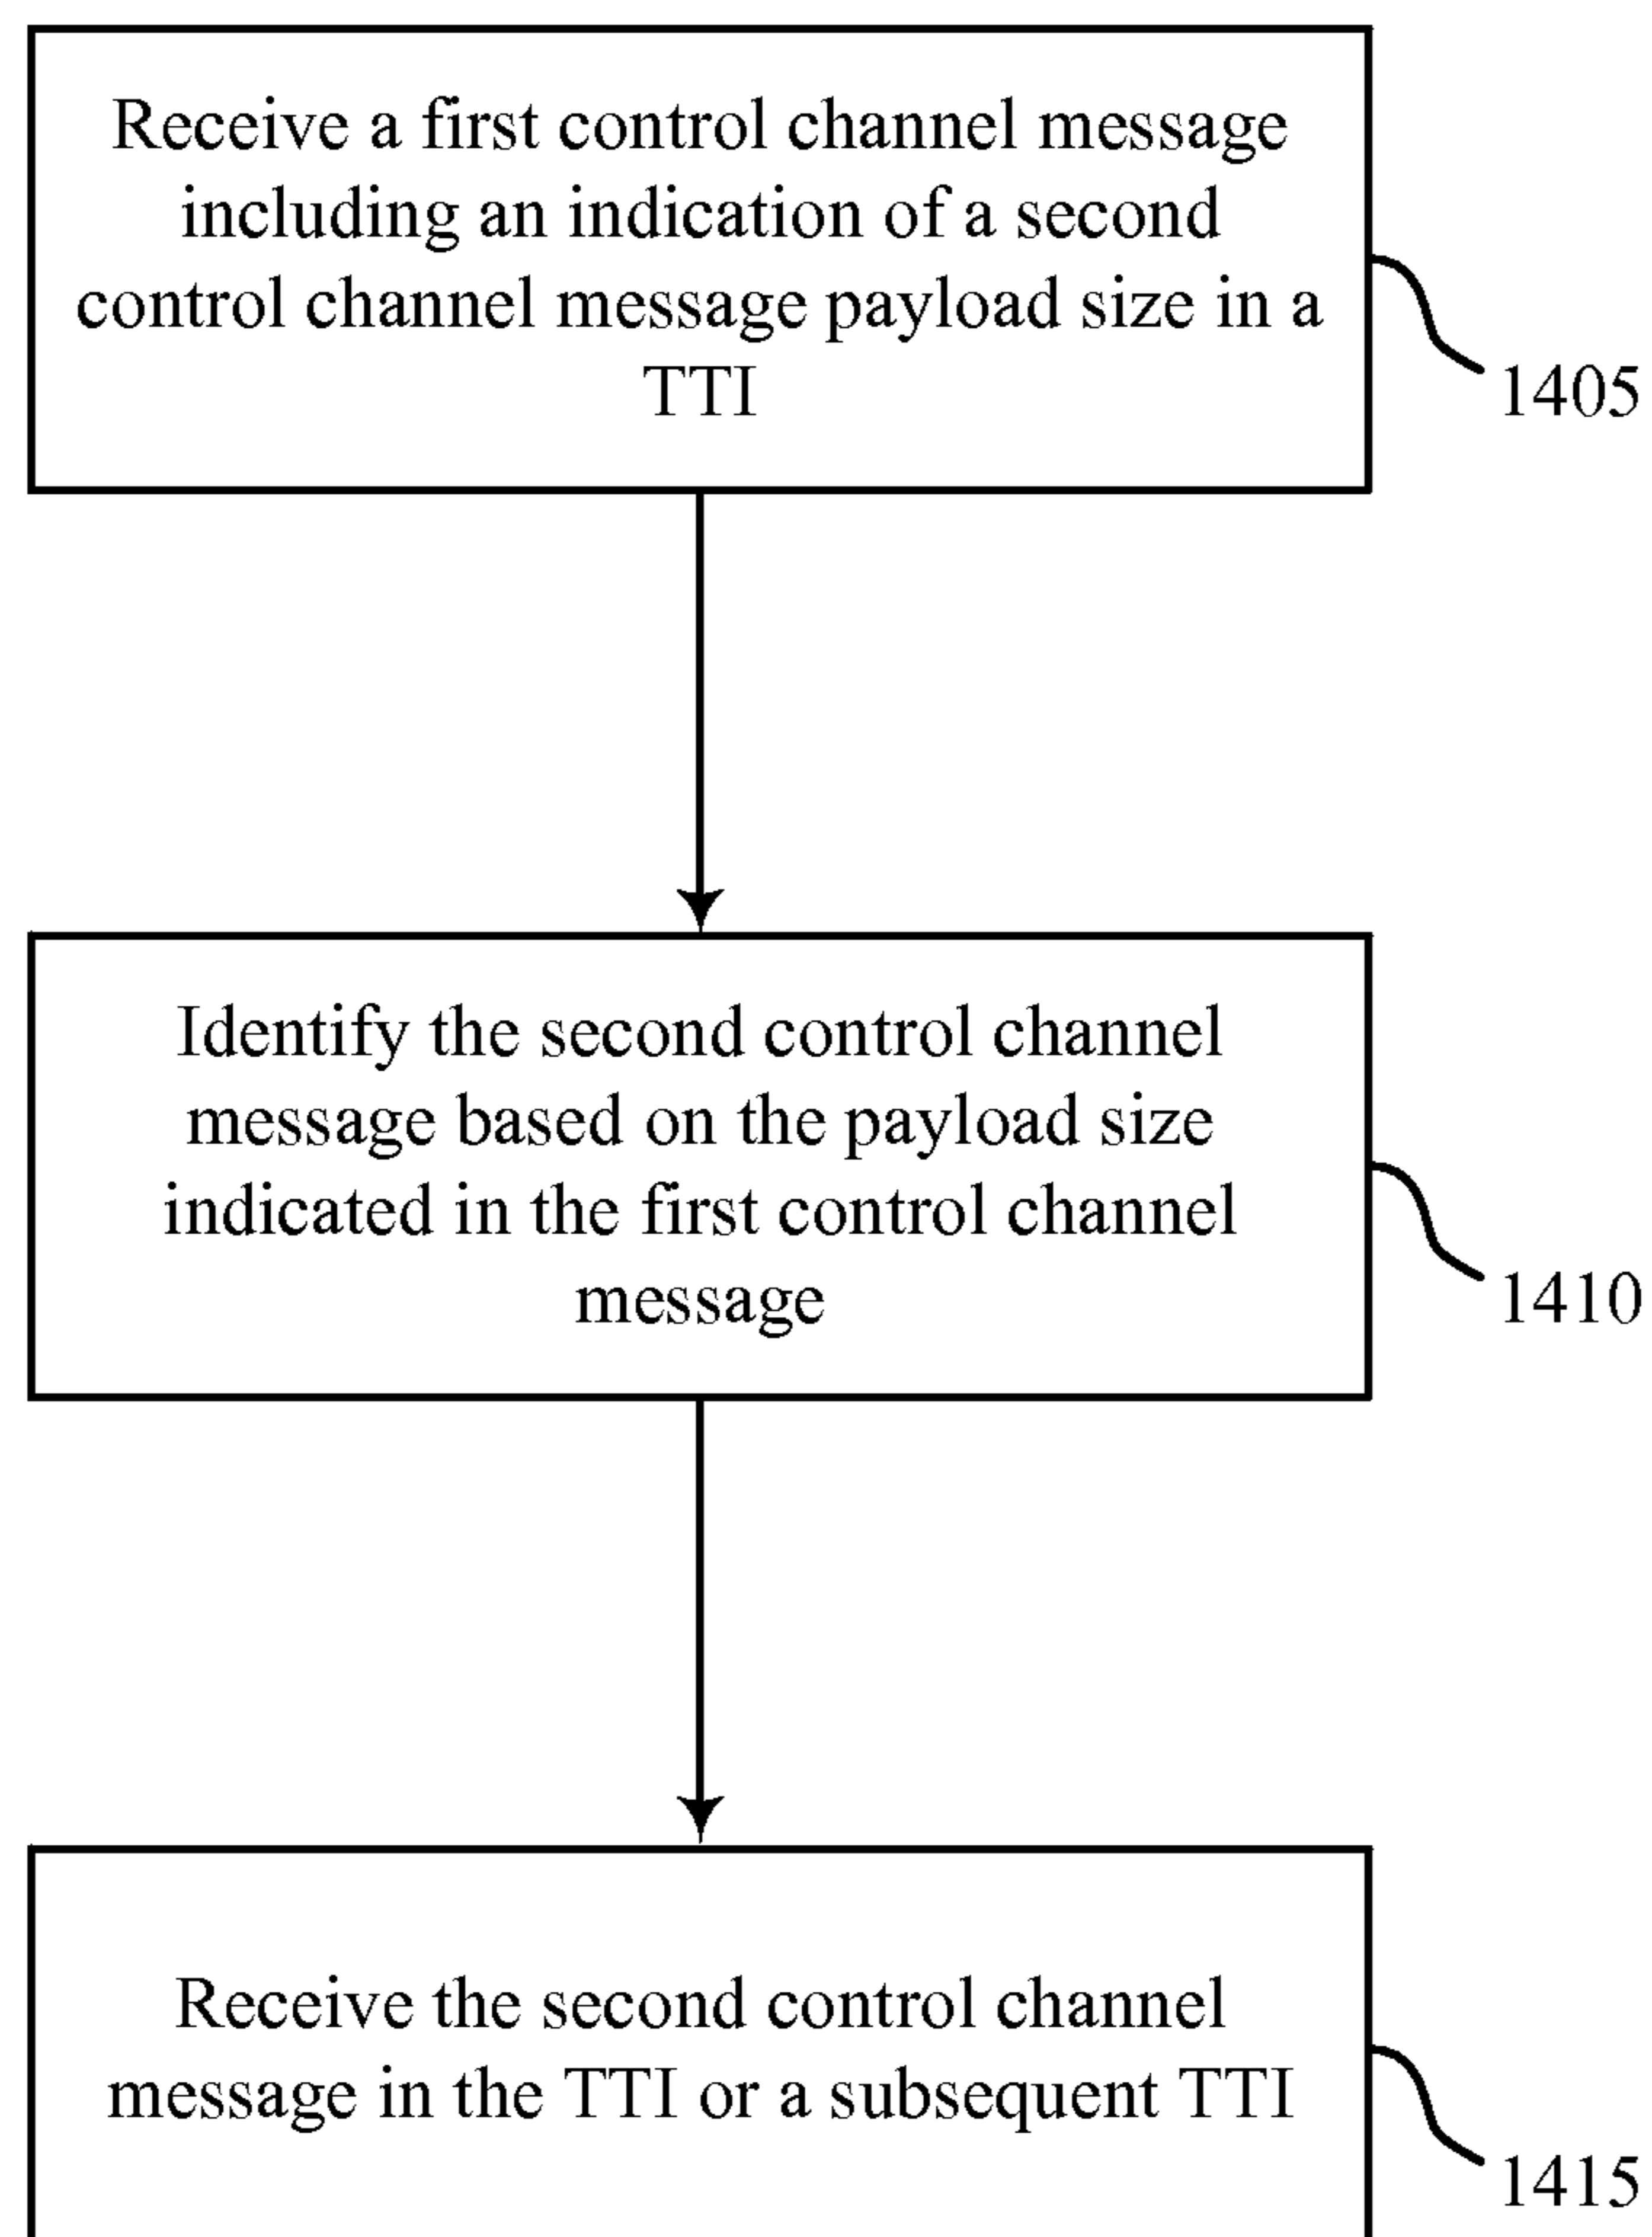 Receive a first control channel message
including an indication of a second
control channel message payload size in a
TTI
1405
Identify the second control channel
message based on the payload size
indicated in the first control channel
message
1410
Receive the second control channel
message in the TTI or a subsequent TTI
1415